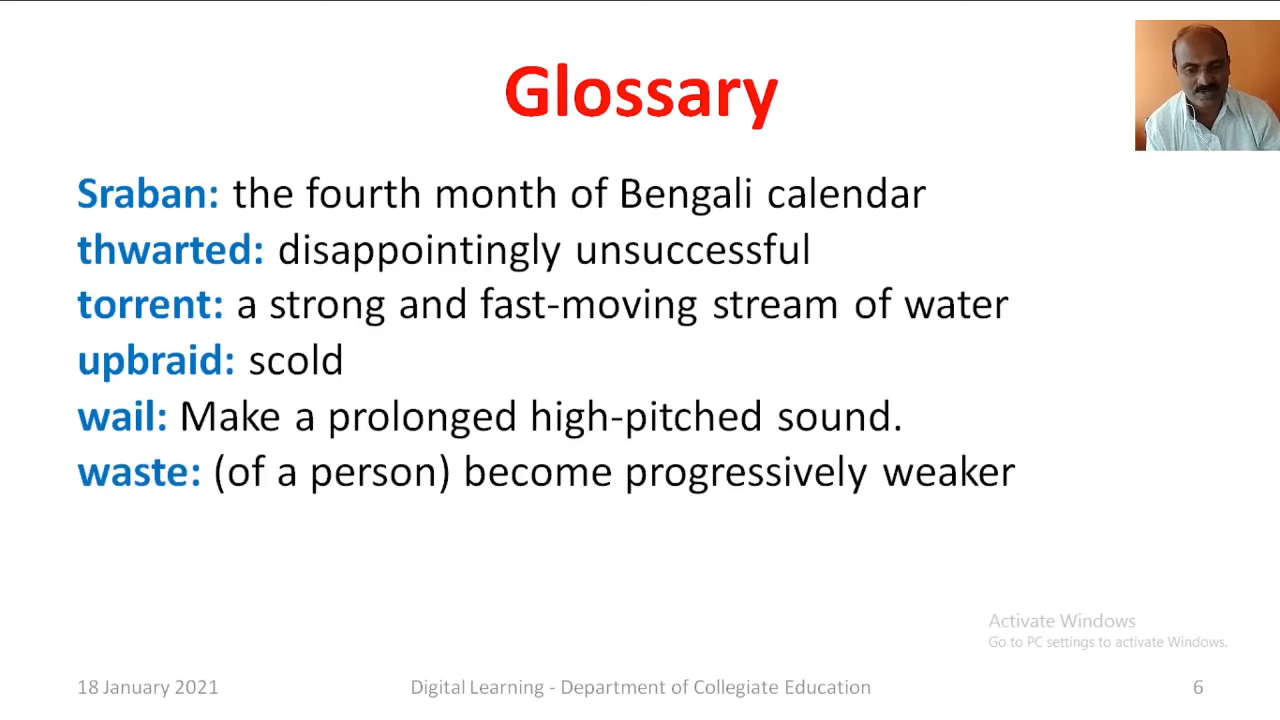 Glossary
Sraban: the fourth month of Bengali calendar
thwarted: disappointingly unsuccessful
torrent: a strong and fast-moving stream of water
upbraid: scold
wail: Make a prolonged high-pitched sound.
waste: (of a person) become progressively weaker
Activate Windows
Go to PC settings to activate Windows.
18 January 2021
Digital Learning - Department of Collegiate Education
6